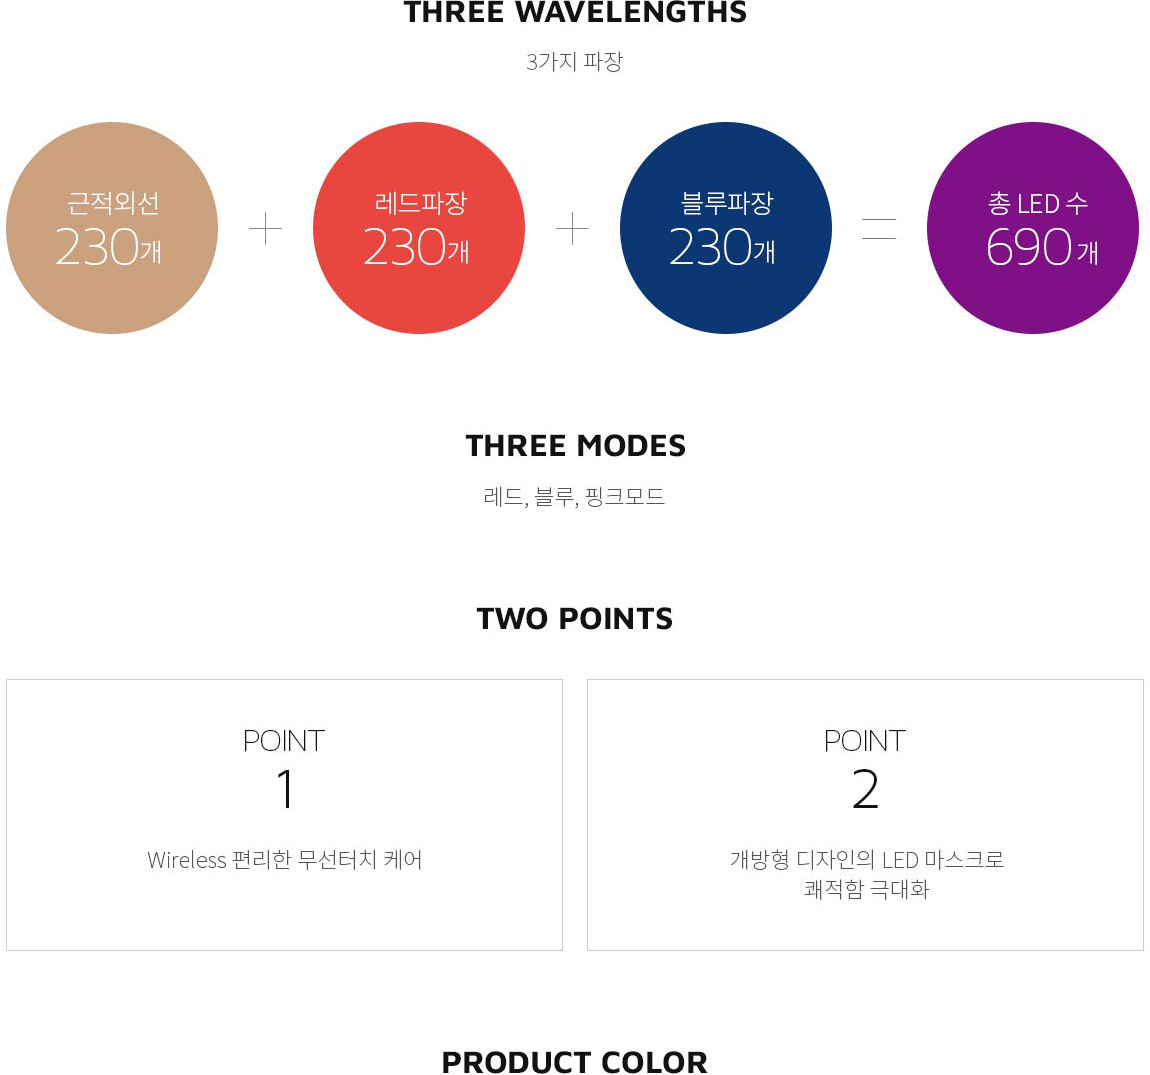 THREE WAVELENGTHS
3가지 파장
근적외선
230개
+
레드파장
230개
+
블루파장
230개
=
총 LED 수
690 개
THREE MODES
레드, 블루, 핑크모드
TWO POINTS
POINT
1
Wireless 편리한 무선터치 케어
POINT
2
개방형 디자인의 LED 마스크로
쾌적함 극대화
PRODUCT COLOR